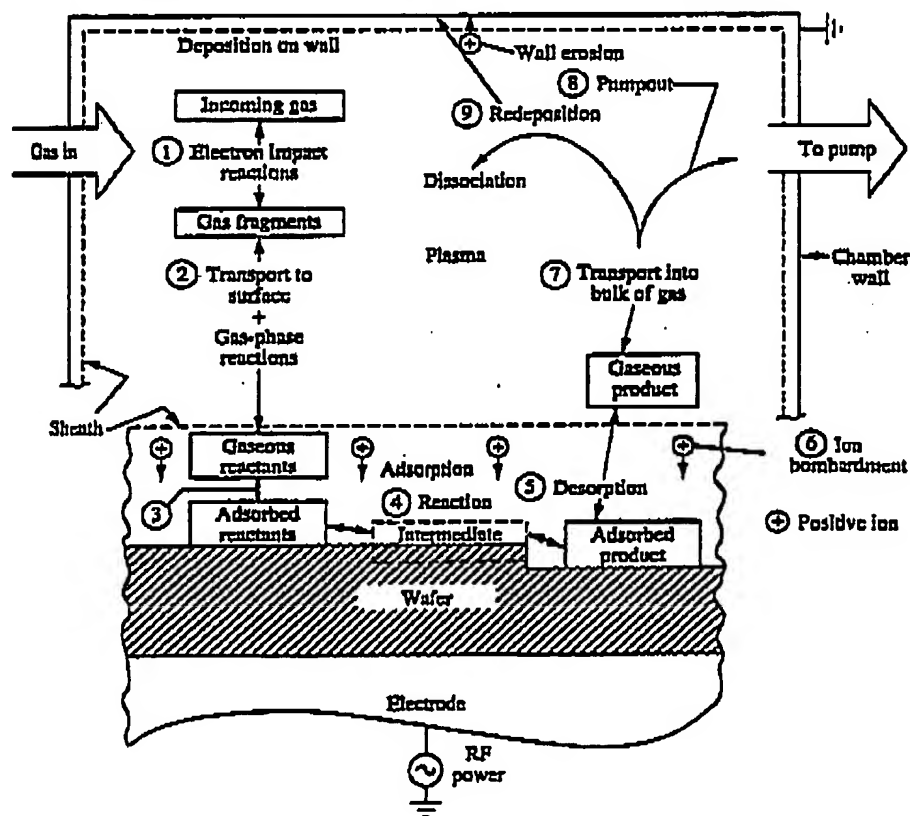 Deposition on wall
Wall erosion
8 Pumpout
Incoming gas
9 Redeposition
Gas in
1 Electron Impact
reactions
Dissociation
To pump
Gas fragments
Plasma
2 Transport to
surface
+
Gas-phase
reactions
7 Transport into
bulk of gas
Chamber
wall
Gaseous
product
Sheath
Gaseous
reactants
Adsorption
6 Ion
bombardment
3
4 Reaction
5 Desorption
Adsorbed
reactants
Intermediate
Adsorbed
product
+ Positive ion
Wafer
Electrode
RF
power